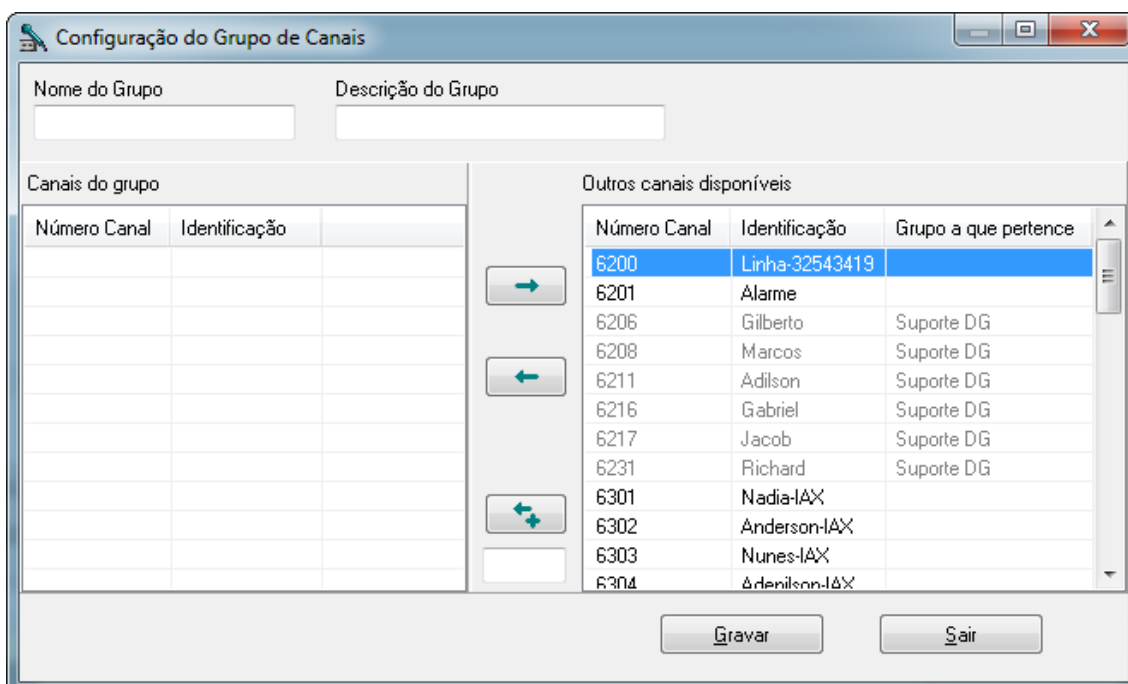 Configuração do Grupo de Canais
Nome do Grupo Descrição do Grupo
Canais do grupo Outros canais disponíveis
Número Canal Identificação Número Canal Identificação Grupo a que pertence
6200 Linha-32543419
6201 Alarme
6206 Gilberto Suporte DG
6208 Marcos Suporte DG
6211 Adilson Suporte DG
6216 Gabriel Suporte DG
6217 Jacob Suporte DG
6231 Richard Suporte DG
6301 Nadia-IAX
6302 Anderson-IAX
6303 Nunes-IAX
6304 Adenilson-IAX
Gravar Sair